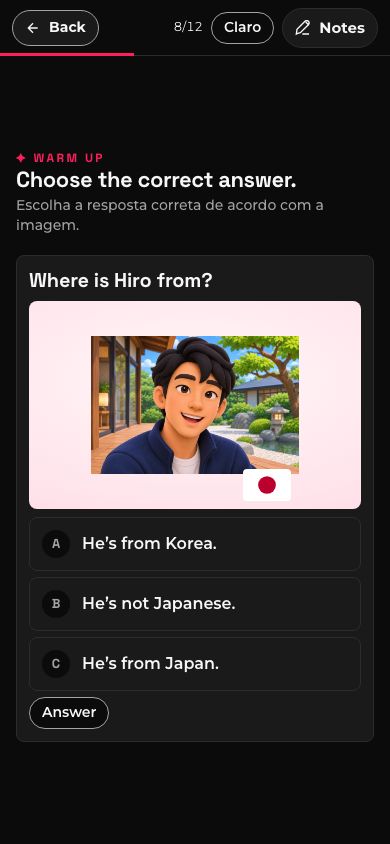 Back
8/12
Claro
Notes
WARM UP
Choose the correct answer.
Escolha a resposta correta de acordo com a
imagem.
Where is Hiro from?
A
He's from Korea.
B
He's not Japanese.
C
He's from Japan.
Answer